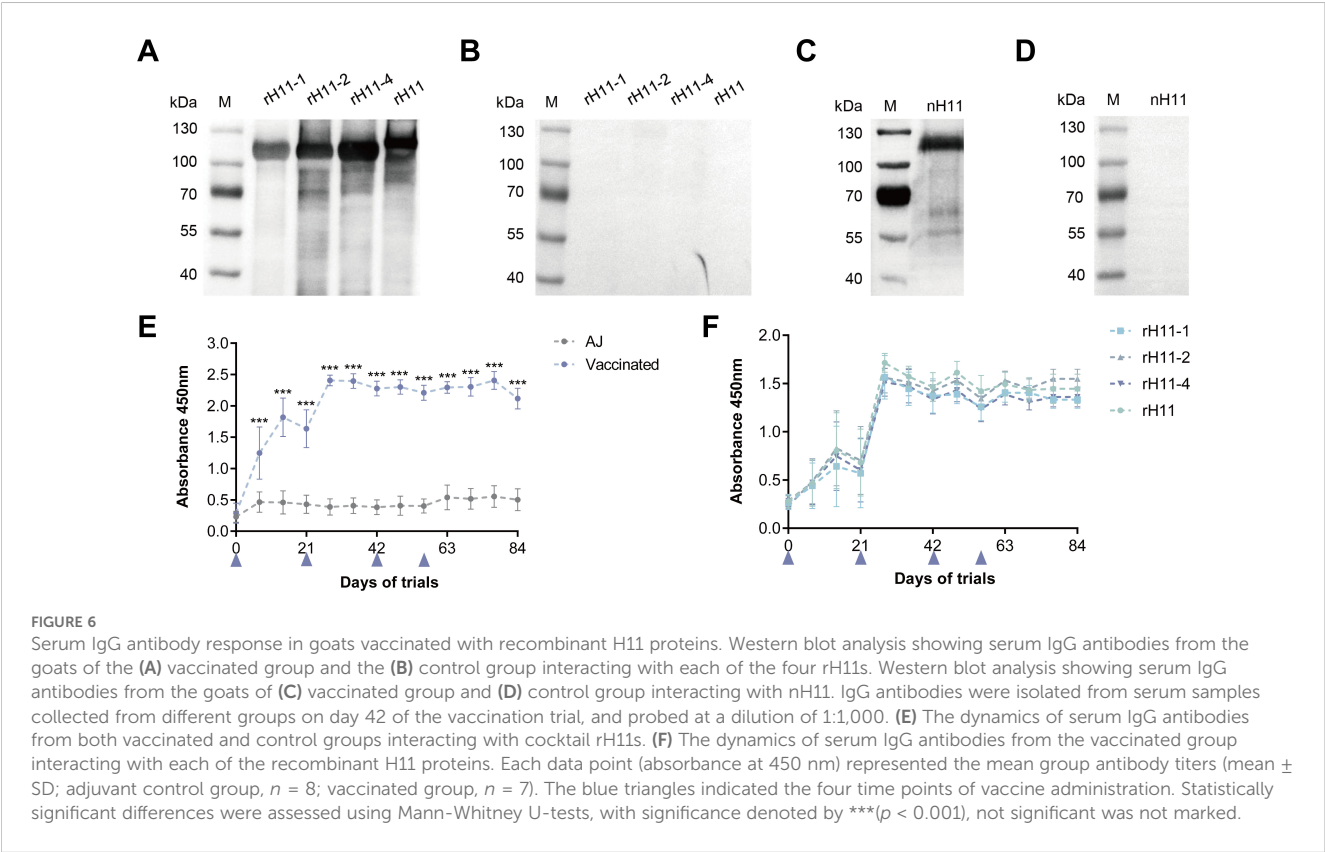 A
B
C
D
kDa M rH11-1 rH11-2 rH11-4 rH11
130
100
70
55
40
kDa M rH11-1 rH11-2 rH11-4 rH11
130
100
70
55
40
kDa M nH11
130
100
70
55
40
kDa M nH11
130
100
70
55
40
E
Absorbance 450nm
3.0
2.5
2.0
1.5
1.0
0.5
0.0
*** *** *** *** *** *** *** *** *** *** *** ***
0 21 42 63 84
Days of trials
AJ
Vaccinated
F
Absorbance 450nm
2.0
1.5
1.0
0.5
0.0
0 21 42 63 84
Days of trials
rH11-1
rH11-2
rH11-4
rH11
FIGURE 6
Serum IgG antibody response in goats vaccinated with recombinant H11 proteins. Western blot analysis showing serum IgG antibodies from the
goats of the (A) vaccinated group and the (B) control group interacting with each of the four rH11s. Western blot analysis showing serum IgG
antibodies from the goats of (C) vaccinated group and (D) control group interacting with nH11. IgG antibodies were isolated from serum samples
collected from different groups on day 42 of the vaccination trial, and probed at a dilution of 1:1,000. (E) The dynamics of serum IgG antibodies
from both vaccinated and control groups interacting with cocktail rH11s. (F) The dynamics of serum IgG antibodies from the vaccinated group
interacting with each of the recombinant H11 proteins. Each data point (absorbance at 450 nm) represented the mean group antibody titers (mean ±
SD; adjuvant control group, n = 8; vaccinated group, n = 7). The blue triangles indicated the four time points of vaccine administration. Statistically
significant differences were assessed using Mann-Whitney U-tests, with significance denoted by ***(p < 0.001), not significant was not marked.